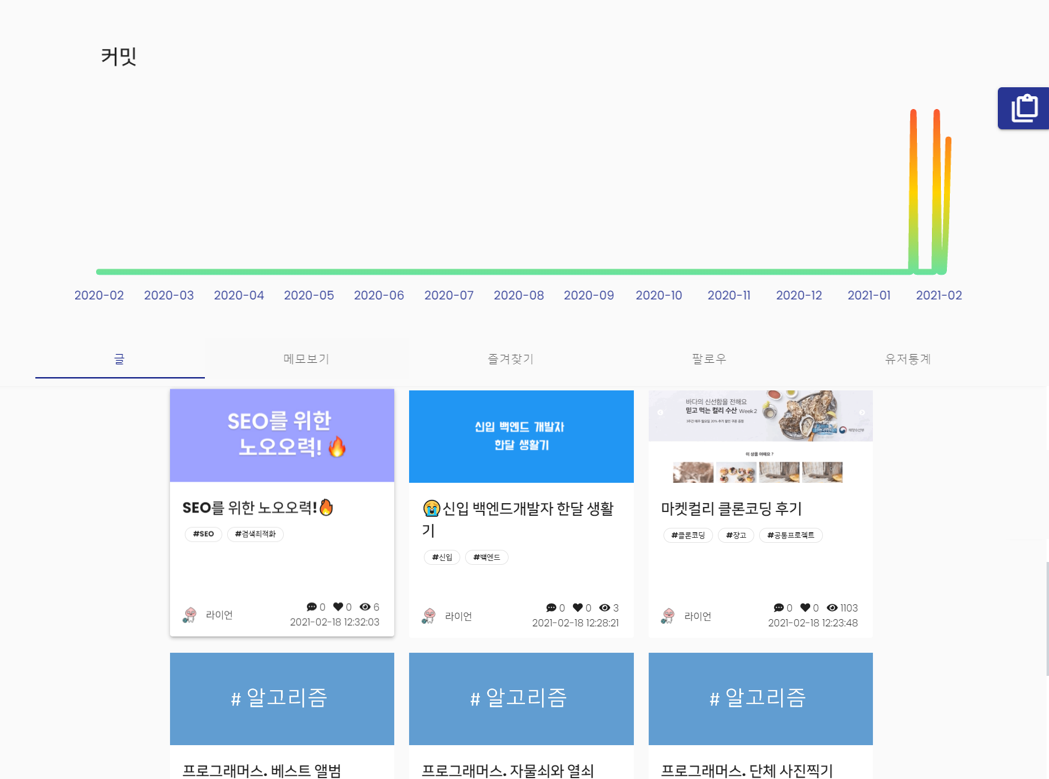 커밋
2020-02 2020-03 2020-04 2020-05 2020-06 2020-07 2020-08 2020-09 2020-10 2020-11 2020-12 2021-01 2021-02
글 메모보기 즐겨찾기 팔로우 유저통계
SEO를 위한
노오오력!🔥
SEO를 위한 노오오력!🔥
#SEO #검색최적화
라이언
0 0 6
2021-02-18 12:32:03
신입 백엔드 개발자
한달 생활기
😭신입 백엔드개발자 한달 생활
기
#신입 #백엔드
라이언
0 0 3
2021-02-18 12:28:21
바다의 신선함을 전해요
믿고 먹는 컬리 수산 Week2
이 상품 어때요?
마켓컬리 클론코딩 후기
#클론코딩 #장고 #공통프로젝트
라이언
0 0 1103
2021-02-18 12:23:48
# 알고리즘
프로그래머스. 베스트 앨범
# 알고리즘
프로그래머스. 자물쇠와 열쇠
# 알고리즘
프로그래머스. 단체 사진찍기